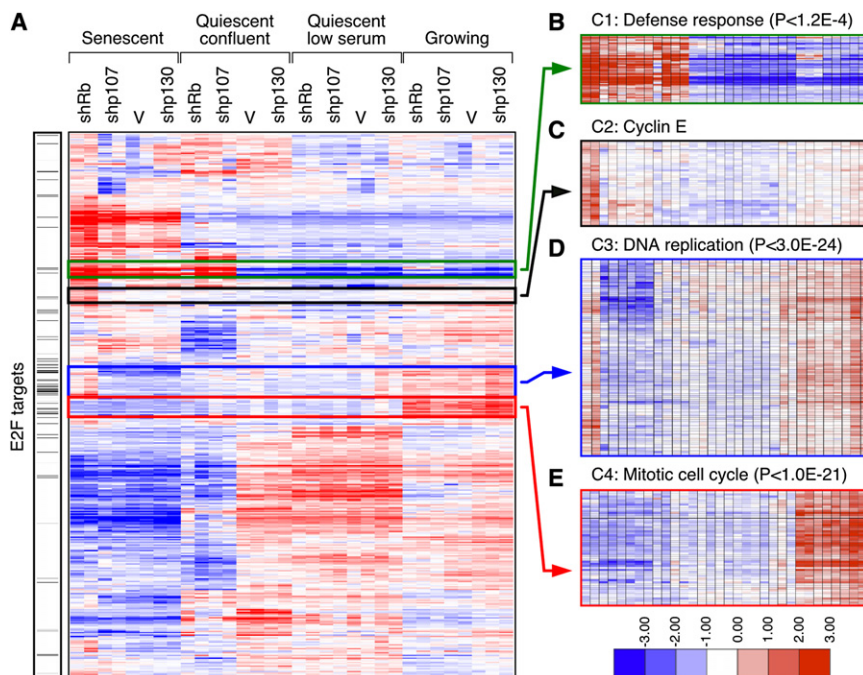 A
Senescent
Quiescent confluent
Quiescent low serum
Growing
shRb
shp107
V
shp130
shRb
shp107
V
shp130
shRb
shp107
V
shp130
shRb
shp107
V
shp130
E2F targets
B C1: Defense response (P<1.2E-4)
C C2: Cyclin E
D C3: DNA replication (P<3.0E-24)
E C4: Mitotic cell cycle (P<1.0E-21)
-3.00 -2.00 -1.00 0.00 1.00 2.00 3.00